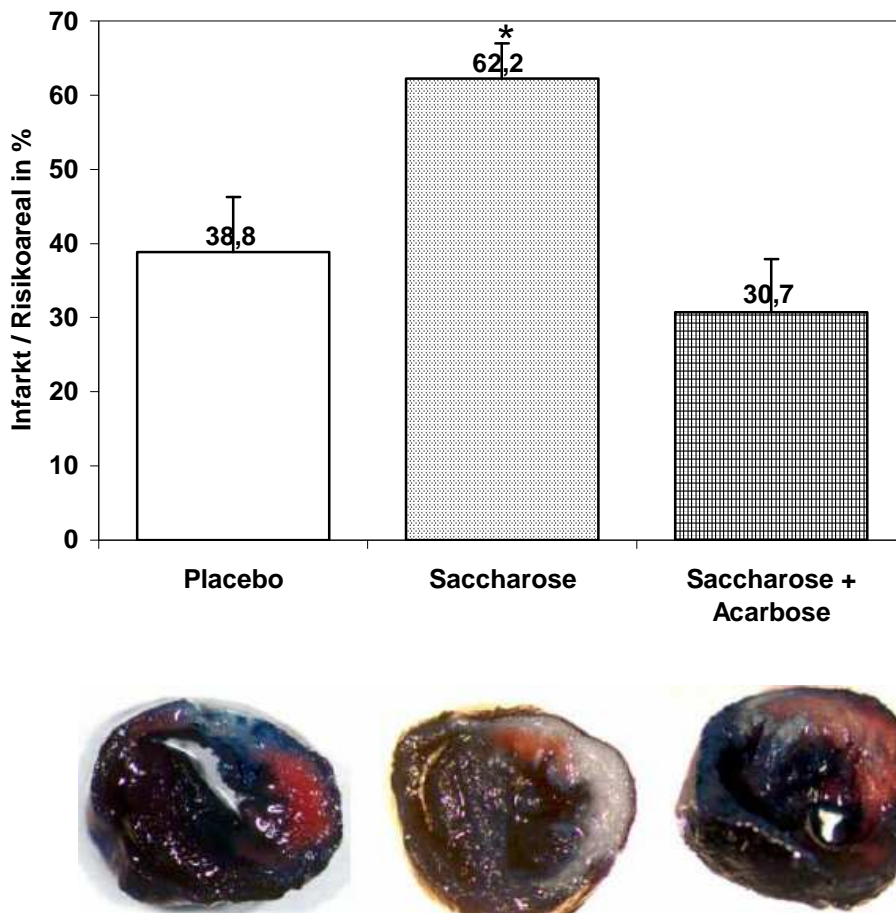 Infarkt / Risikoareal in %
70
60
50
40
30
20
10
0
*
38,8
62,2
30,7
Placebo
Saccharose
Saccharose +
Acarbose